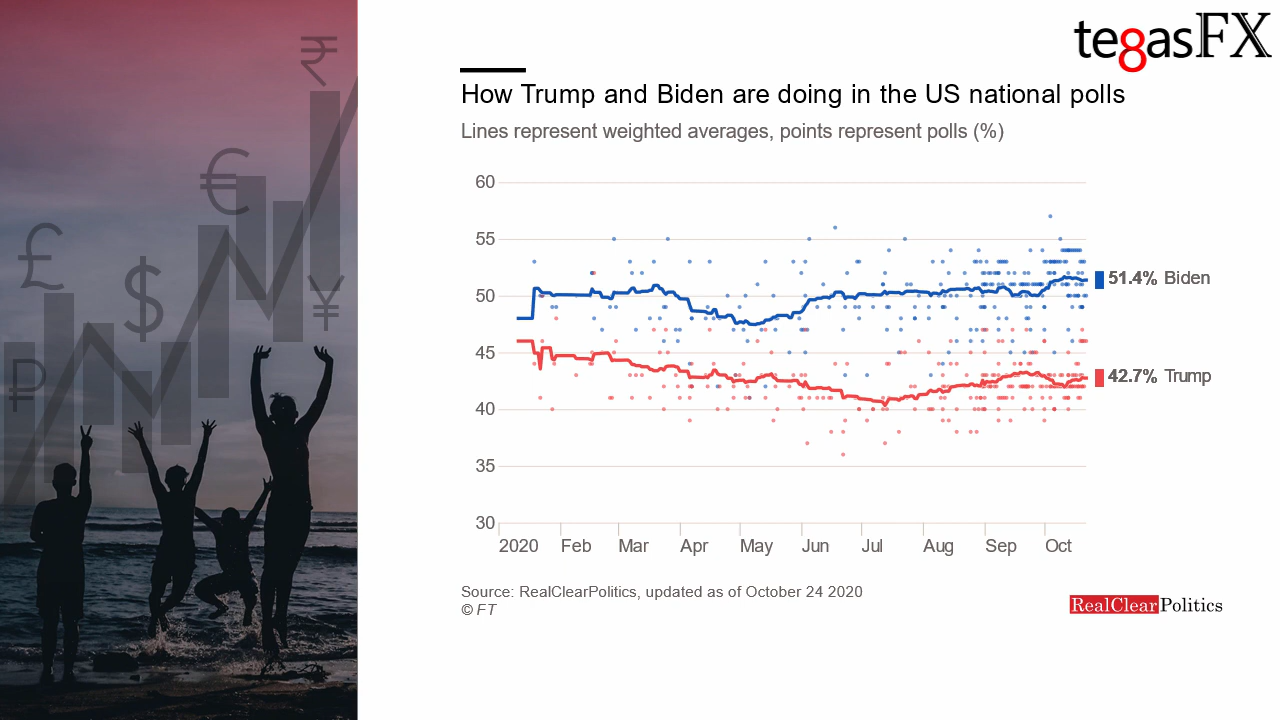 te8asFX
How Trump and Biden are doing in the US national polls
Lines represent weighted averages, points represent polls (%)
60
55
50
45
40
35
30
51.4% Biden
42.7% Trump
2020 Feb Mar Apr May Jun Jul Aug Sep Oct
Source: RealClearPolitics, updated as of October 24 2020
© FT
RealClearPolitics
₹
€
£
$
¥
₽